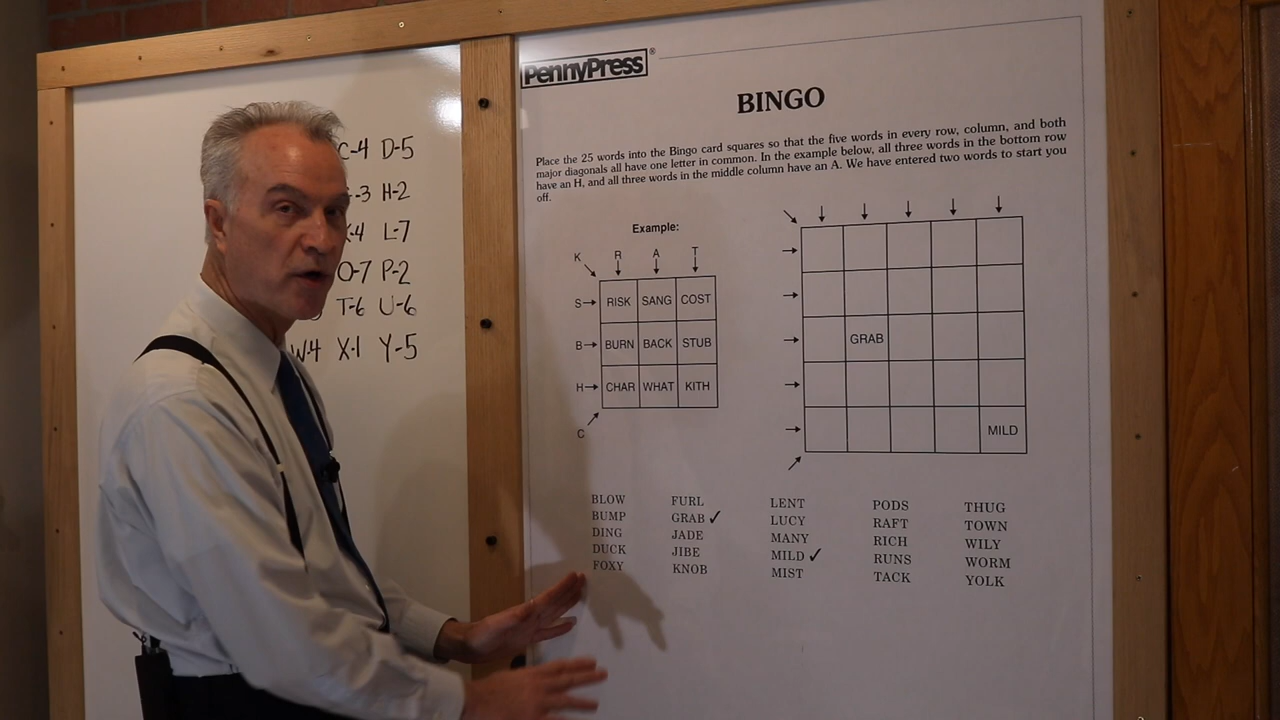 C-4 D-5
-3 H-2
-4 L-7
O-7 P-2
T-6 U-6
W-4 X-1 Y-5
PennyPress®
BINGO
Place the 25 words into the Bingo card squares so that the five words in every row, column, and both
major diagonals all have one letter in common. In the example below, all three words in the bottom row
have an H, and all three words in the middle column have an A. We have entered two words to start you
off.
Example:
K R A T
S→ RISK SANG COST
B→ BURN BACK STUB
H→ CHAR WHAT KITH
C
GRAB
MILD
BLOW FURL LENT PODS THUG
BUMP GRAB ✓ LUCY RAFT TOWN
DING JADE MANY RICH WILY
DUCK JIBE MILD ✓ RUNS WORM
FOXY KNOB MIST TACK YOLK